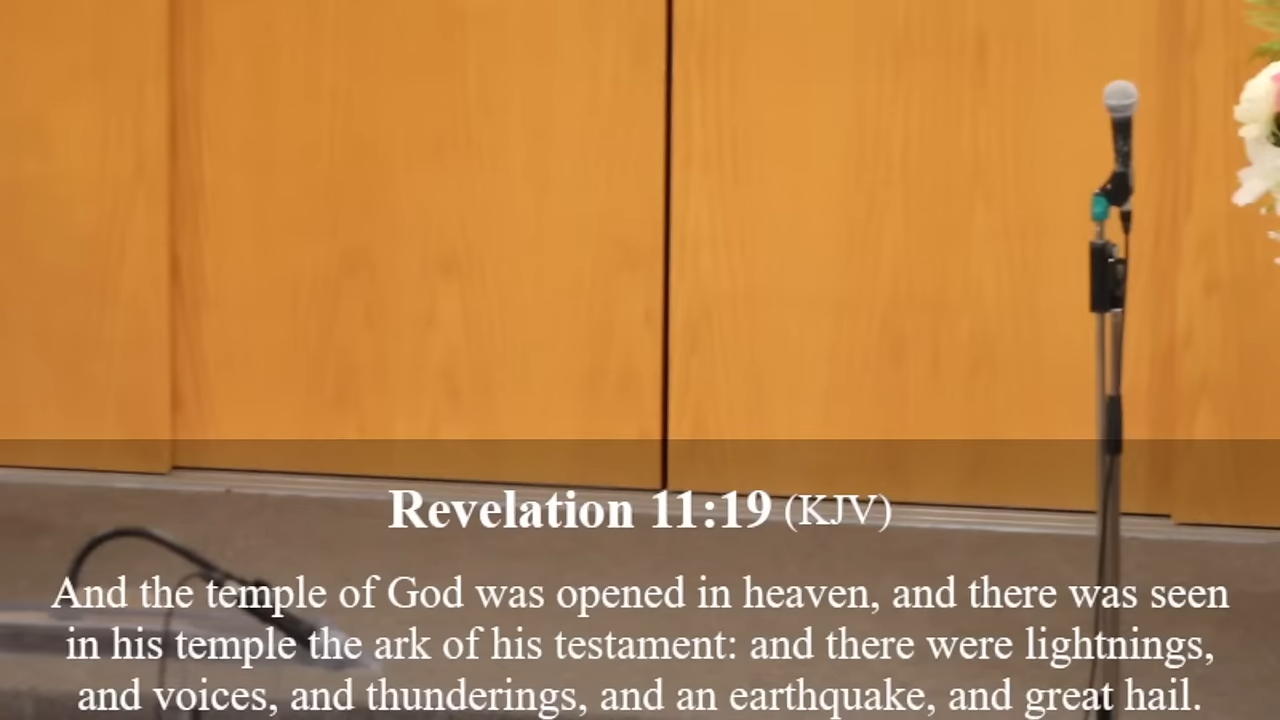 Revelation 11:19 (KJV)
And the temple of God was opened in heaven, and there was seen
in his temple the ark of his testament: and there were lightnings,
and voices, and thunderings, and an earthquake, and great hail.